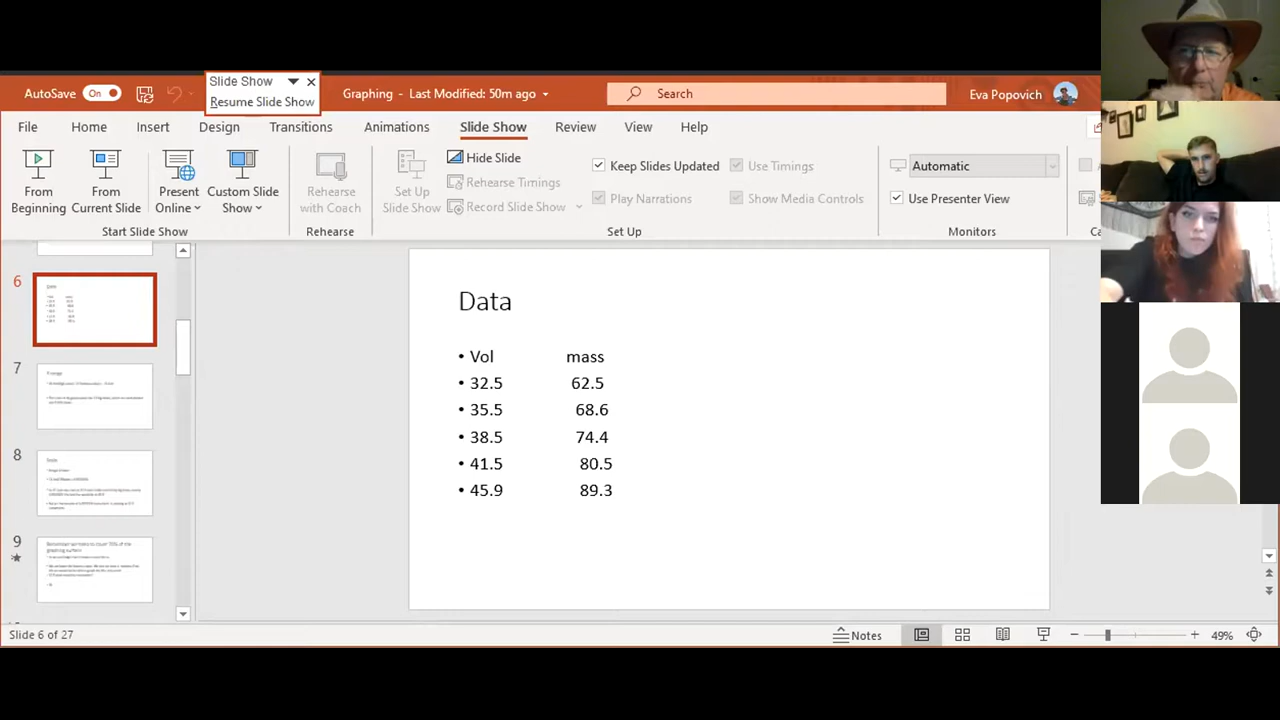 AutoSave On
Slide Show
Resume Slide Show
Graphing - Last Modified: 50m ago
Search
Eva Popovich
File Home Insert Design Transitions Animations Slide Show Review View Help
From Beginning
From Current Slide
Present Online
Custom Slide Show
Start Slide Show
Rehearse with Coach
Rehearse
Set Up Slide Show
Hide Slide
Rehearse Timings
Record Slide Show
Keep Slides Updated
Play Narrations
Use Timings
Show Media Controls
Set Up
Automatic
Use Presenter View
Monitors
6
7
8
9
Data
• Vol mass
• 32.5 62.5
• 35.5 68.6
• 38.5 74.4
• 41.5 80.5
• 45.9 89.3
Slide 6 of 27
Notes
49%